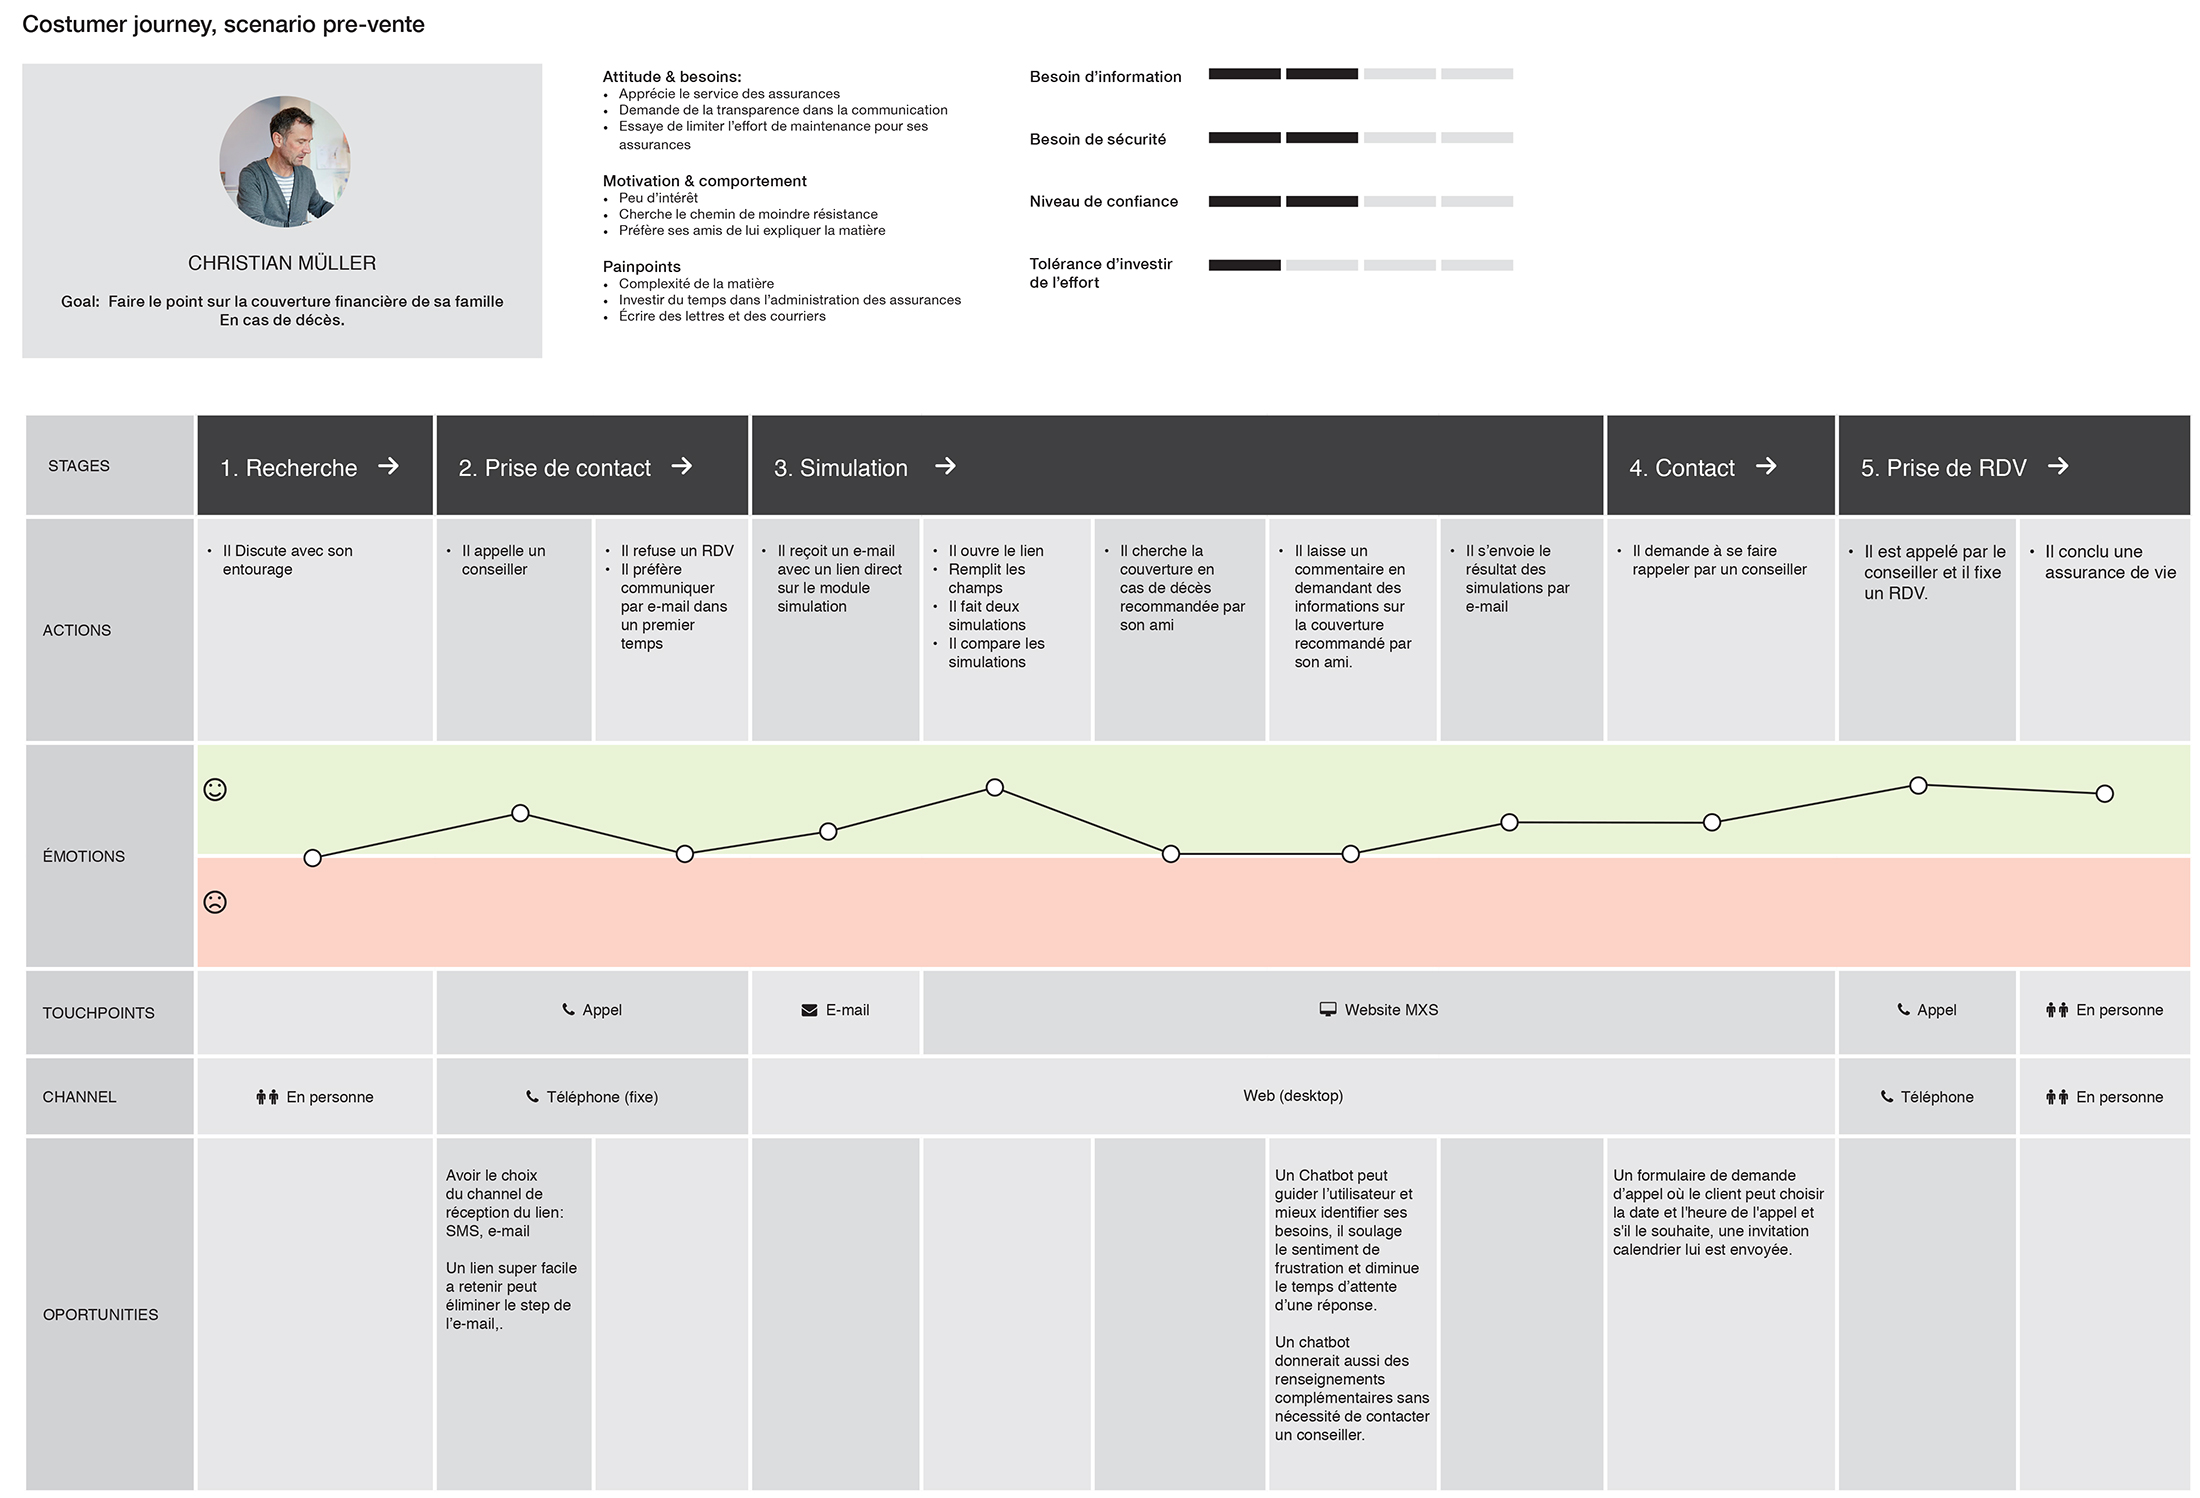 Costumer journey, scenario pre-vente
CHRISTIAN MÜLLER
Goal: Faire le point sur la couverture financière de sa famille
En cas de décès.
Attitude & besoins:
• Apprécie le service des assurances
• Demande de la transparence dans la communication
• Essaye de limiter l'effort de maintenance pour ses
assurances
Motivation & comportement
• Peu d'intérêt
• Cherche le chemin de moindre résistance
• Préfère ses amis de lui expliquer la matière
Painpoints
• Complexité de la matière
• Investir du temps dans l'administration des assurances
• Écrire des lettres et des courriers
Besoin d'information
Besoin de sécurité
Niveau de confiance
Tolérance d'investir
de l'effort
STAGES
1. Recherche →
2. Prise de contact →
3. Simulation →
4. Contact →
5. Prise de RDV →
ACTIONS
• Il Discute avec son
entourage
• Il appelle un
conseiller
• Il refuse un RDV
• Il préfère
communiquer
par e-mail dans
un premier
temps
• Il reçoit un e-mail
avec un lien direct
sur le module
simulation
• Il ouvre le lien
• Remplit les
champs
• Il fait deux
simulations
• Il compare les
simulations
• Il cherche la
couverture en
cas de décès
recommandée par
son ami
• Il laisse un
commentaire en
demandant des
informations sur
la couverture
recommandé par
son ami.
• Il s'envoie le
résultat des
simulations par
e-mail
• Il demande à se faire
rappeler par un conseiller
• Il est appelé par le
conseiller et il fixe
un RDV.
• Il conclu une
assurance de vie
ÉMOTIONS
TOUCHPOINTS
Appel
E-mail
Website MXS
Appel
En personne
CHANNEL
En personne
Téléphone (fixe)
Web (desktop)
Téléphone
En personne
OPORTUNITIES
Avoir le choix
du channel de
réception du lien:
SMS, e-mail
Un lien super facile
a retenir peut
éliminer le step de
l'e-mail,.
Un Chatbot peut
guider l'utilisateur et
mieux identifier ses
besoins, il soulage
le sentiment de
frustration et diminue
le temps d'attente
d'une réponse.
Un chatbot
donnerait aussi des
renseignements
complémentaires sans
nécessité de contacter
un conseiller.
Un formulaire de demande
d'appel où le client peut choisir
la date et l'heure de l'appel et
s'il le souhaite, une invitation
calendrier lui est envoyée.